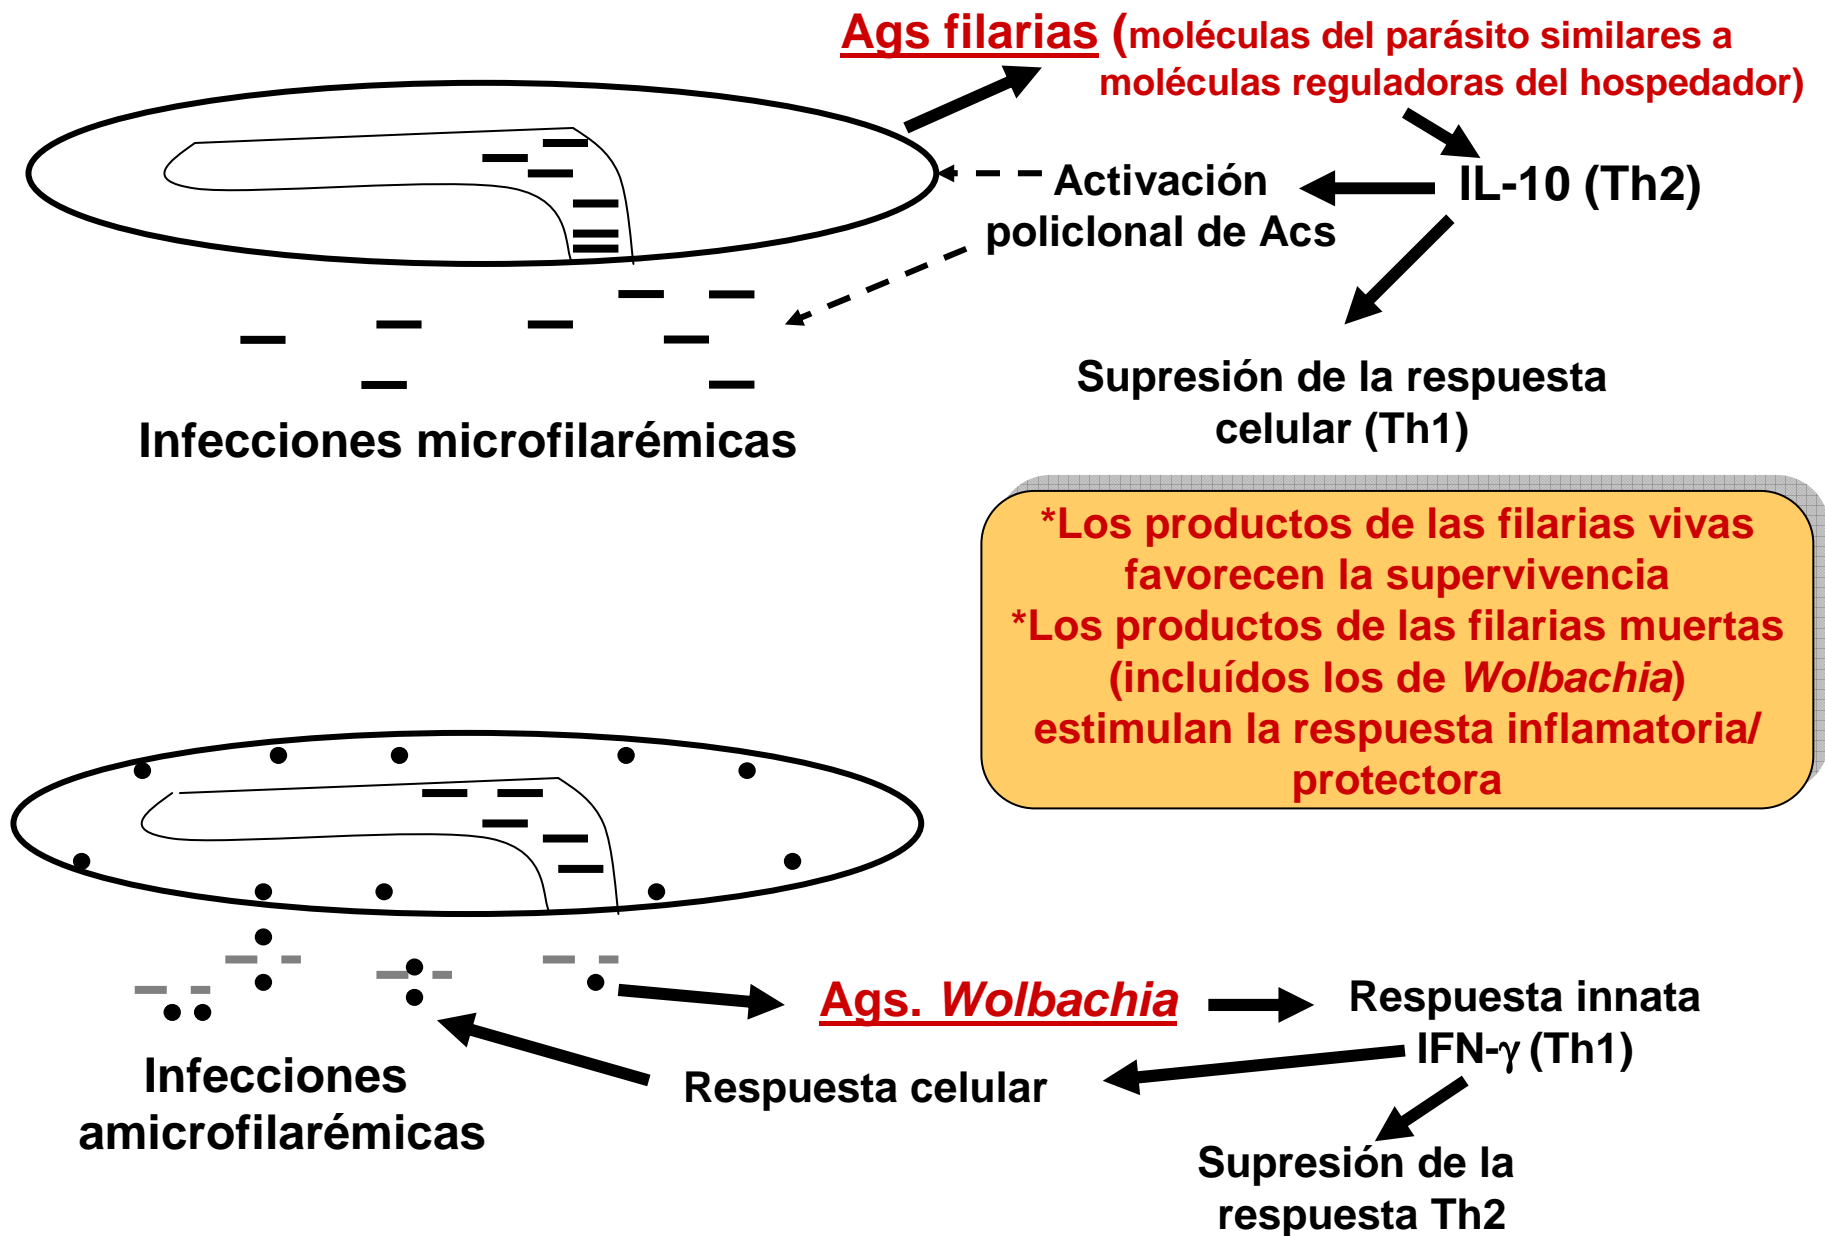 Ags filarias (moléculas del parásito similares a
moléculas reguladoras del hospedador)
Activación
policlonal de Acs
IL-10 (Th2)
Supresión de la respuesta
celular (Th1)
Infecciones microfilarémicas
*Los productos de las filarias vivas
favorecen la supervivencia
*Los productos de las filarias muertas
(incluídos los de Wolbachia)
estimulan la respuesta inflamatoria/
protectora
Ags. Wolbachia
Respuesta innata
IFN-γ (Th1)
Respuesta celular
Infecciones
amicrofilarémicas
Supresión de la
respuesta Th2